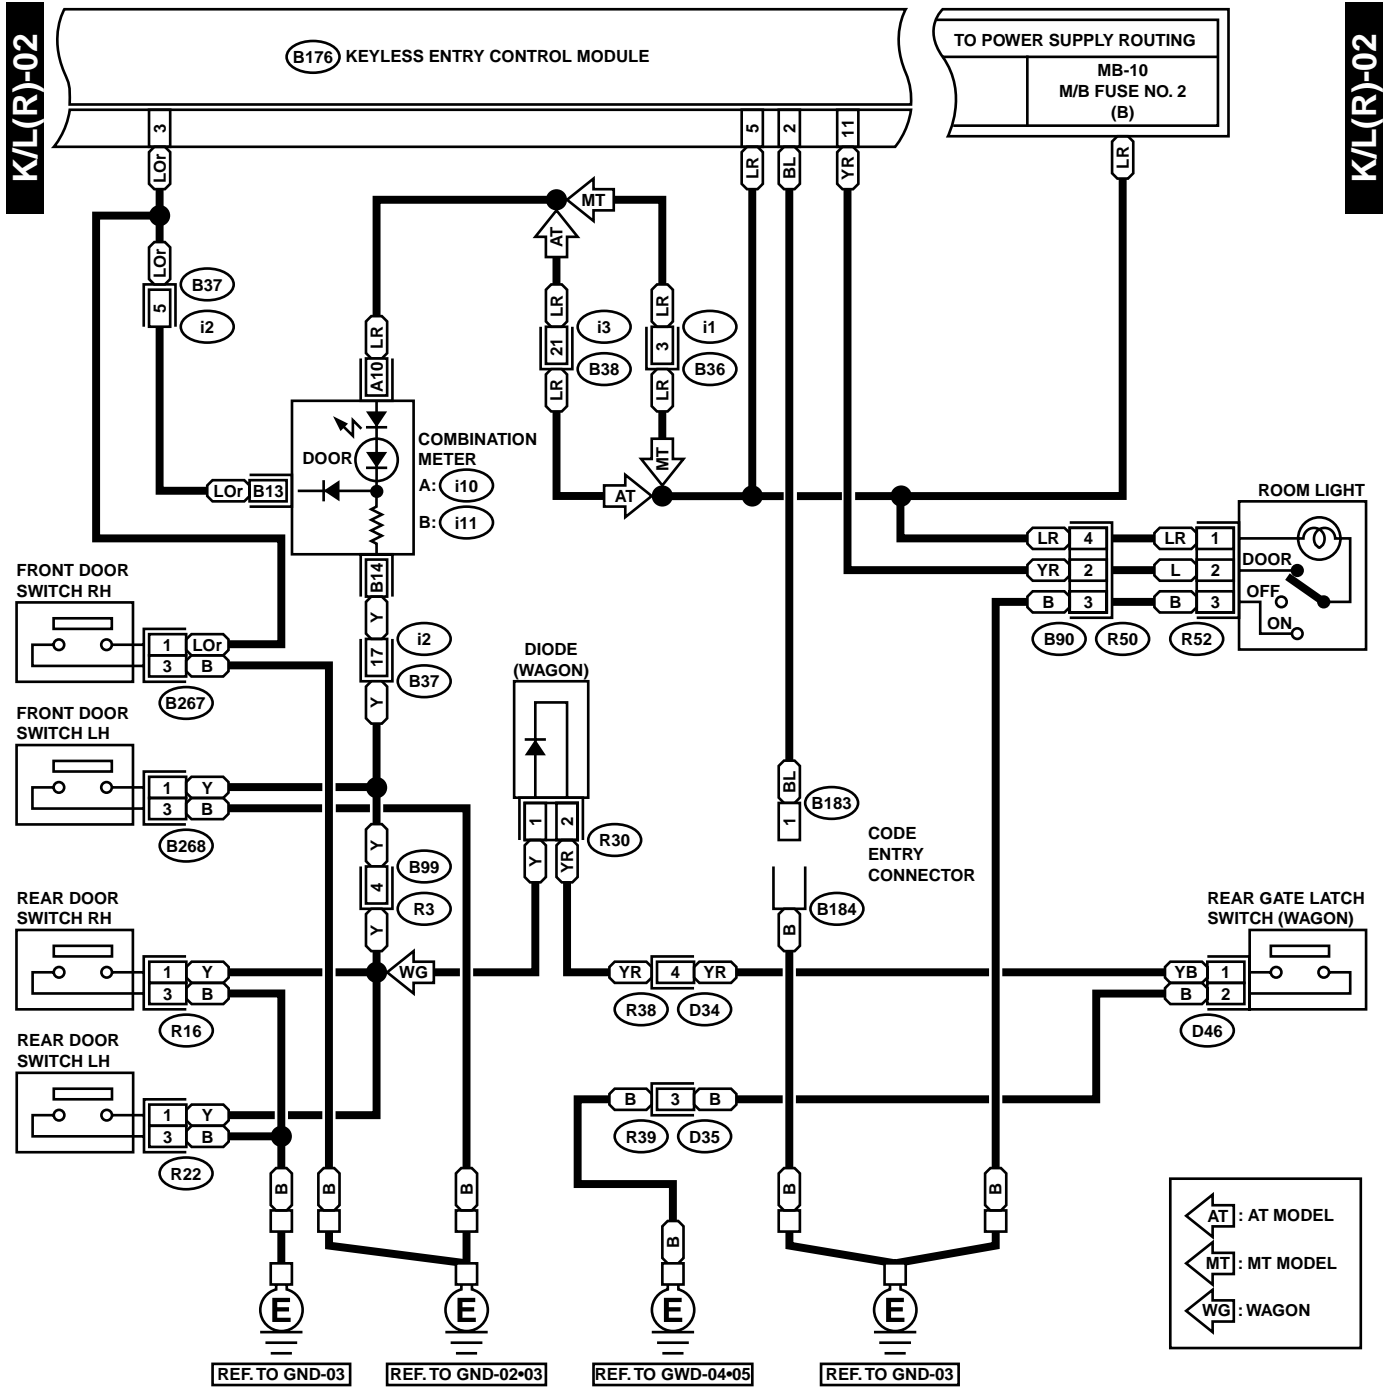 K/L(R)-02
K/L(R)-02
B176 KEYLESS ENTRY CONTROL MODULE
TO POWER SUPPLY ROUTING
MB-10
M/B FUSE NO. 2
(B)
3
5
2
11
LOr
LR
BL
YR
LR
MT
AT
LOr
B37
5
i2
LR
LR
i3
i1
21
3
B38
B36
LR
LR
LR
A10
COMBINATION
METER
DOOR
A: i10
B: i11
LOr B13
MT
AT
B14
Y
i2
17
B37
Y
ROOM LIGHT
LR 4 LR 1
YR 2 L 2
B 3 B 3
DOOR
OFF
ON
B90 R50 R52
FRONT DOOR
SWITCH RH
1 LOr
3 B
B267
FRONT DOOR
SWITCH LH
1 Y
3 B
B268
DIODE
(WAGON)
1 2
R30
Y YR
BL
B183
1
CODE
ENTRY
CONNECTOR
B184
B
Y
B99
4
R3
Y
REAR DOOR
SWITCH RH
1 Y
3 B
R16
WG
YR 4 YR
R38 D34
REAR GATE LATCH
SWITCH (WAGON)
YB 1
B 2
D46
REAR DOOR
SWITCH LH
1 Y
3 B
R22
B 3 B
R39 D35
B
B
B
B
B
B
E
E
E
E
REF. TO GND-03
REF. TO GND-02•03
REF. TO GWD-04•05
REF. TO GND-03
AT : AT MODEL
MT : MT MODEL
WG : WAGON